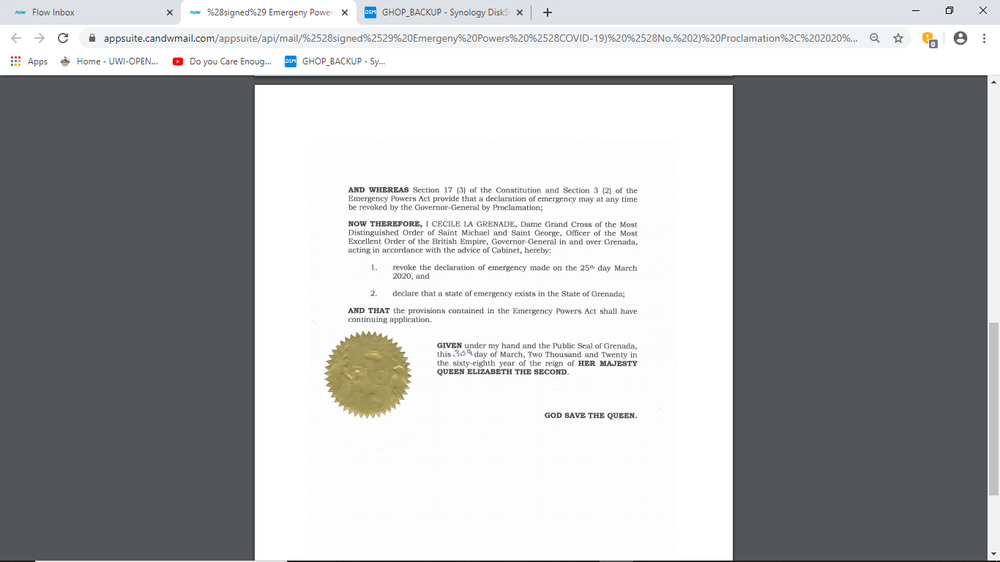 Flow Inbox
%28signed%29 Emergeny Power
GHOP_BACKUP - Synology DiskS
appsuite.candwmail.com/appsuite/api/mail/%2528signed%2529%20Emergeny%20Powers%20%2528COVID-19)%20%2528No.%202)%20Proclamation%2C%202020%...
0
Apps
Home - UWI-OPEN...
Do you Care Enoug...
DSM
GHOP_BACKUP - Sy...
AND WHEREAS Section 17 (3) of the Constitution and Section 3 (2) of the
Emergency Powers Act provide that a declaration of emergency may at any time
be revoked by the Governor-General by Proclamation;
NOW THEREFORE, I CÉCILE LA GRENADE, Dame Grand Cross of the Most
Distinguished Order of Saint Michael and Saint George, Officer of the Most
Excellent Order of the British Empire, Governor-General in and over Grenada,
acting in accordance with the advice of Cabinet, hereby:
1. revoke the declaration of emergency made on the 25th day March
2020, and
2. declare that a state of emergency exists in the State of Grenada;
AND THAT the provisions contained in the Emergency Powers Act shall have
continuing application.
GIVEN under my hand and the Public Seal of Grenada,
this 30th day of March, Two Thousand and Twenty in
the sixty-eighth year of the reign of HER MAJESTY
QUEEN ELIZABETH THE SECOND.
GOD SAVE THE QUEEN.